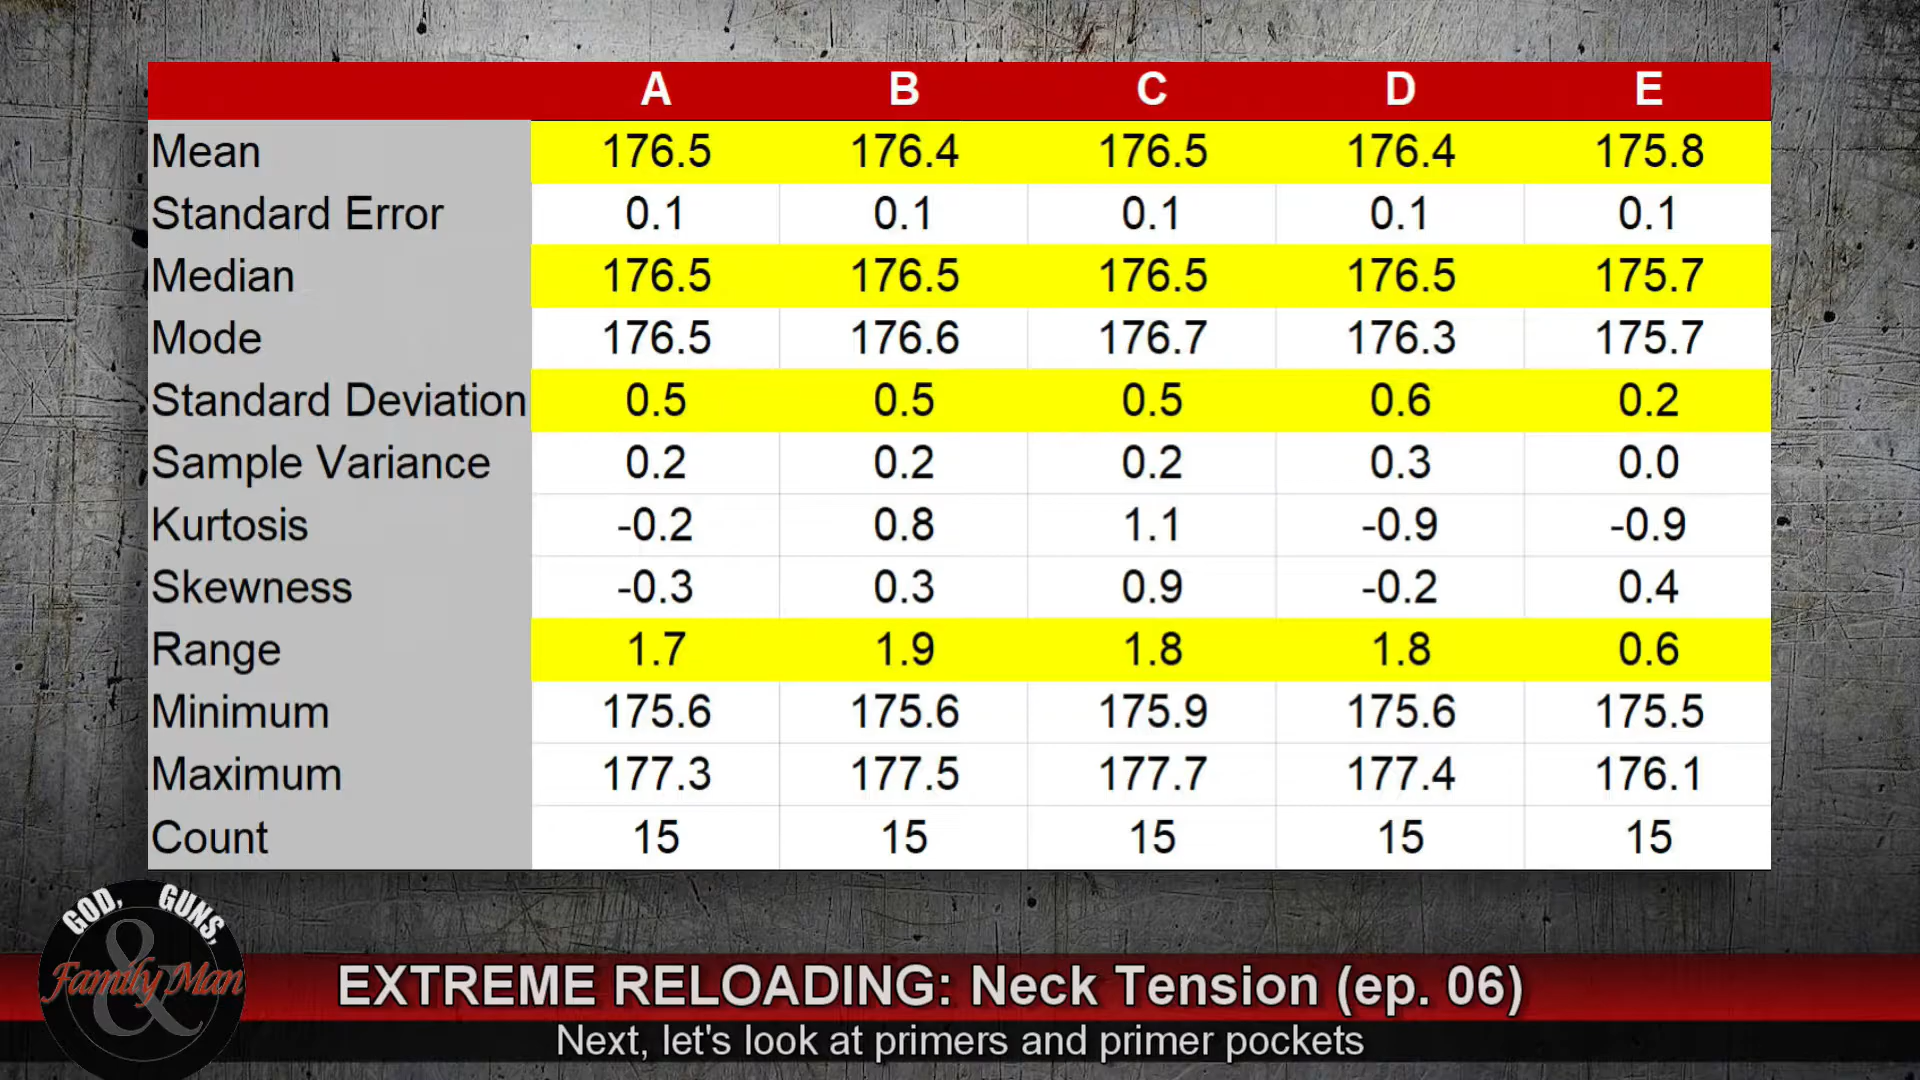 A B C D E
Mean 176.5 176.4 176.5 176.4 175.8
Standard Error 0.1 0.1 0.1 0.1 0.1
Median 176.5 176.5 176.5 176.5 175.7
Mode 176.5 176.6 176.7 176.3 175.7
Standard Deviation 0.5 0.5 0.5 0.6 0.2
Sample Variance 0.2 0.2 0.2 0.3 0.0
Kurtosis -0.2 0.8 1.1 -0.9 -0.9
Skewness -0.3 0.3 0.9 -0.2 0.4
Range 1.7 1.9 1.8 1.8 0.6
Minimum 175.6 175.6 175.9 175.6 175.5
Maximum 177.3 177.5 177.7 177.4 176.1
Count 15 15 15 15 15
GOD, GUNS,
&
Family Man
EXTREME RELOADING: Neck Tension (ep. 06)
Next, let's look at primers and primer pockets